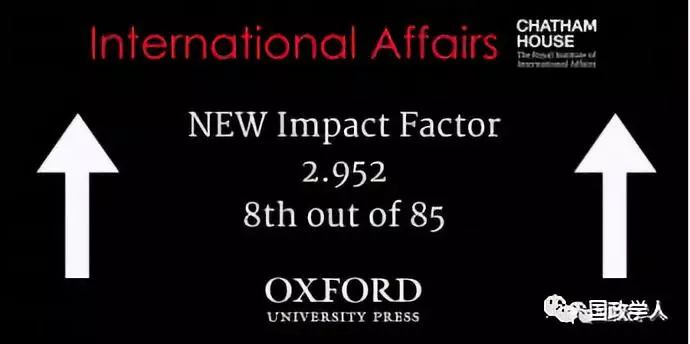 International Affairs
CHATHAM
HOUSE
The Royal Institute of
International Affairs
NEW Impact Factor
2.952
8th out of 85
OXFORD
UNIVERSITY PRESS
国政学人